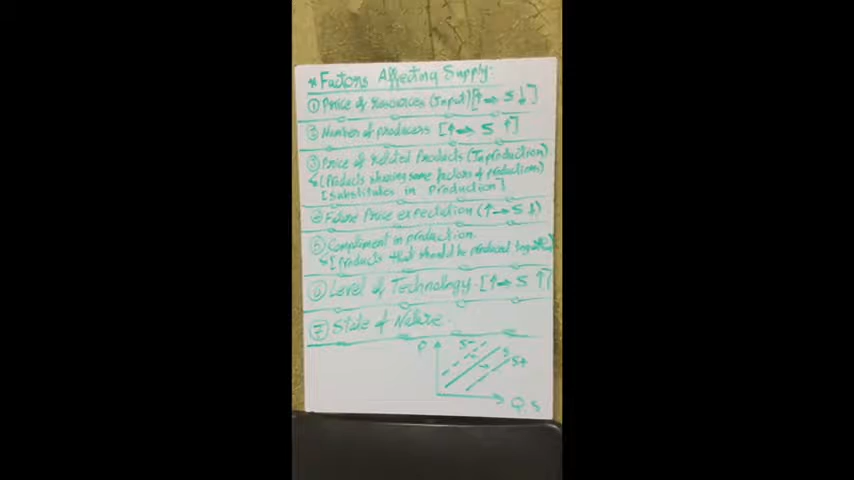 * Factors Affecting Supply:
① Price of Resources (Input) [↑→ S ↓]
② Number of producers [↑→ S ↑]
③ Price of Related Products (In production)
↳ (Products sharing same factors of productions)
[substitutes in production]
④ Future Price expectation (↑→ S ↓)
⑤ Compliment in production.
↳ [products that should be produced together]
⑥ Level of Technology. [↑→ S ↑]
⑦ State of Nature.
P S- S S+
Q.S